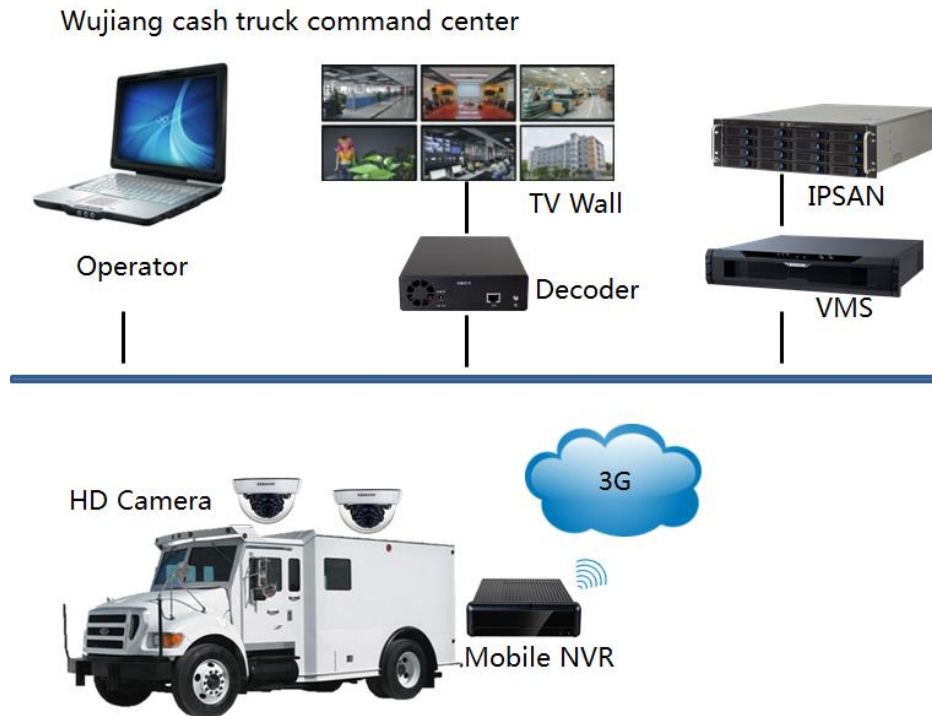 Wujiang cash truck command center
TV Wall
IPSAN
Operator
Decoder
VMS
3G
HD Camera
Mobile NVR